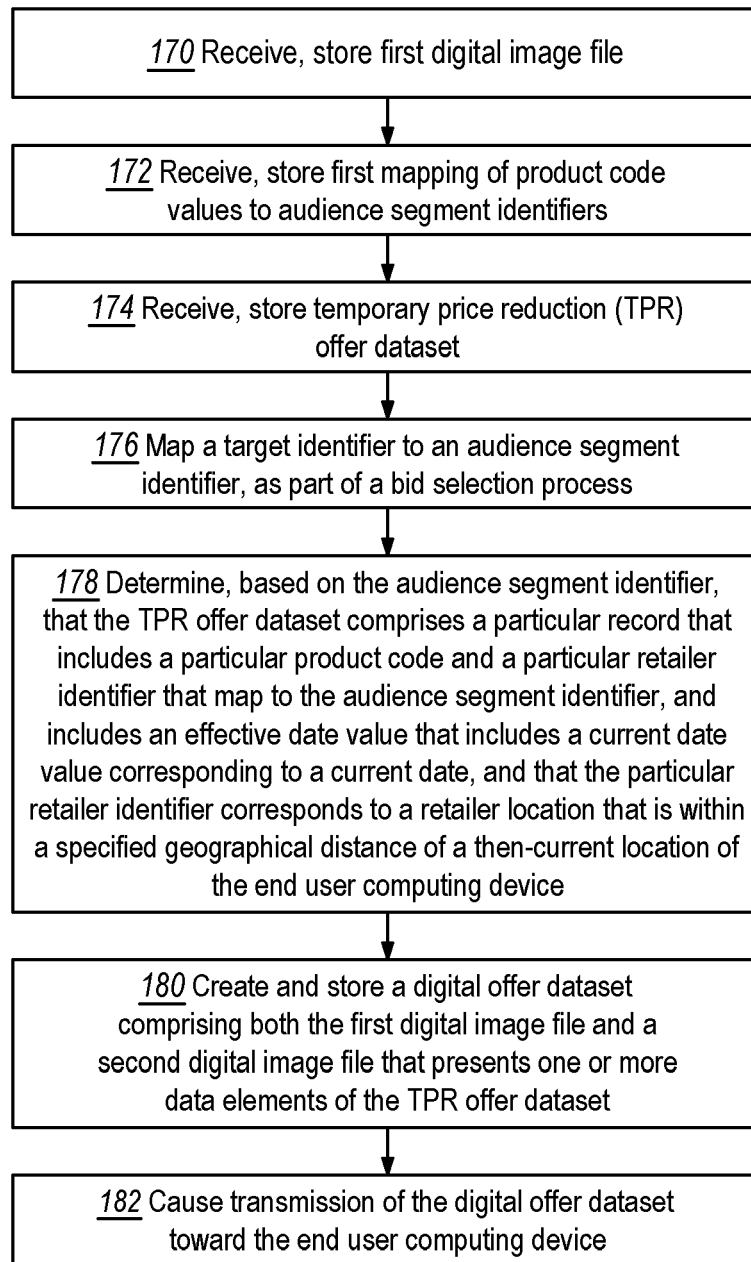 170 Receive, store first digital image file
172 Receive, store first mapping of product code
values to audience segment identifiers
174 Receive, store temporary price reduction (TPR)
offer dataset
176 Map a target identifier to an audience segment
identifier, as part of a bid selection process
178 Determine, based on the audience segment identifier,
that the TPR offer dataset comprises a particular record that
includes a particular product code and a particular retailer
identifier that map to the audience segment identifier, and
includes an effective date value that includes a current date
value corresponding to a current date, and that the particular
retailer identifier corresponds to a retailer location that is within
a specified geographical distance of a then-current location of
the end user computing device
180 Create and store a digital offer dataset
comprising both the first digital image file and a
second digital image file that presents one or more
data elements of the TPR offer dataset
182 Cause transmission of the digital offer dataset
toward the end user computing device